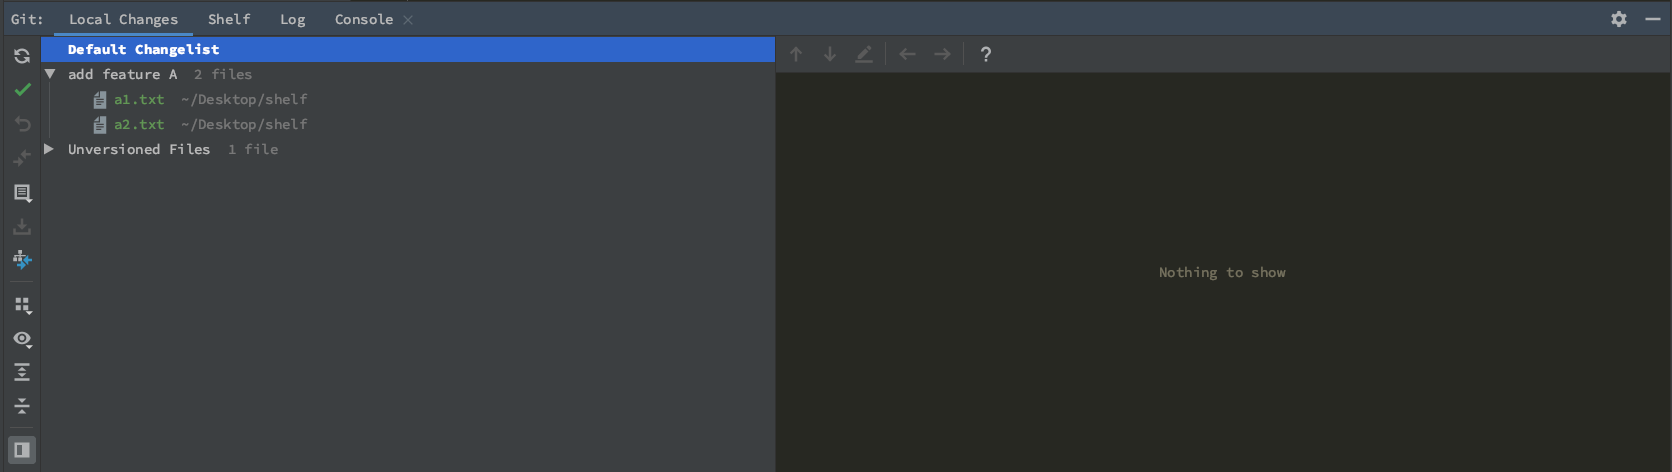 Git: Local Changes Shelf Log Console
Default Changelist
add feature A 2 files
a1.txt ~/Desktop/shelf
a2.txt ~/Desktop/shelf
Unversioned Files 1 file
?
Nothing to show